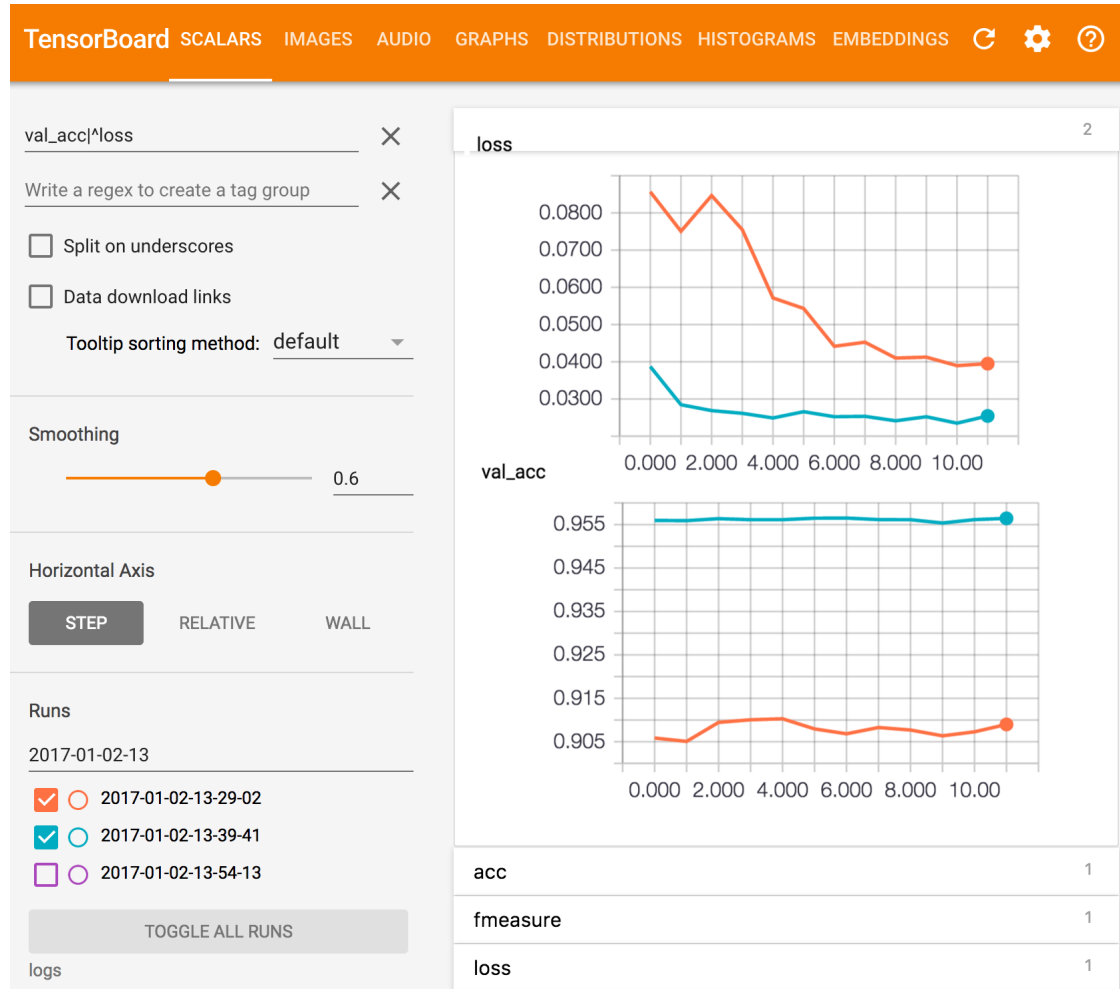 TensorBoard SCALARS IMAGES AUDIO GRAPHS DISTRIBUTIONS HISTOGRAMS EMBEDDINGS
val_acc|^loss
Write a regex to create a tag group
Split on underscores
Data download links
Tooltip sorting method: default
Smoothing
0.6
Horizontal Axis
STEP RELATIVE WALL
Runs
2017-01-02-13
2017-01-02-13-29-02
2017-01-02-13-39-41
2017-01-02-13-54-13
TOGGLE ALL RUNS
logs
loss 2
0.0800
0.0700
0.0600
0.0500
0.0400
0.0300
0.000 2.000 4.000 6.000 8.000 10.00
val_acc
0.955
0.945
0.935
0.925
0.915
0.905
0.000 2.000 4.000 6.000 8.000 10.00
acc 1
fmeasure 1
loss 1